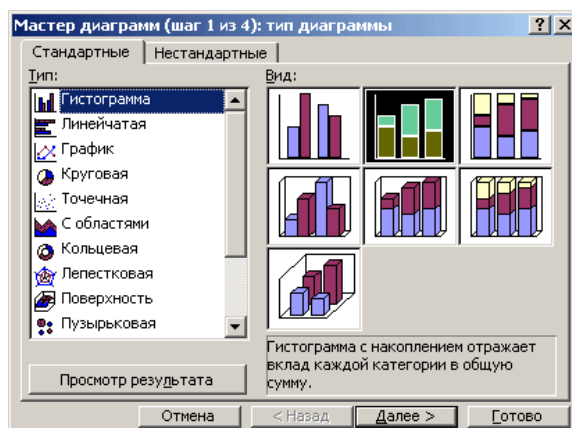 Мастер диаграмм (шаг 1 из 4): тип диаграммы
Стандартные
Нестандартные
Тип:
Вид:
Гистограмма
Линейчатая
График
Круговая
Точечная
С областями
Кольцевая
Лепестковая
Поверхность
Пузырьковая
Гистограмма с накоплением отражает
вклад каждой категории в общую
сумму.
Просмотр результата
Отмена
< Назад
Далее >
Готово